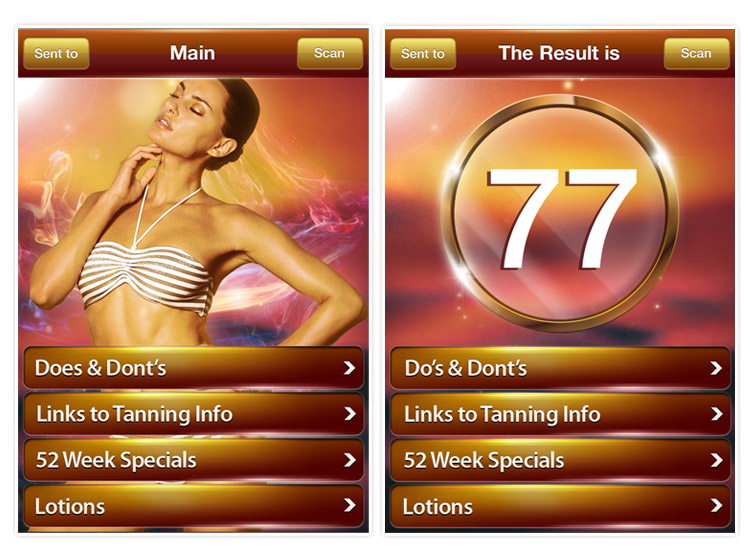 Sent to
Main
Scan
Does & Dont's
Links to Tanning Info
52 Week Specials
Lotions
Sent to
The Result is
Scan
77
Do's & Dont's
Links to Tanning Info
52 Week Specials
Lotions